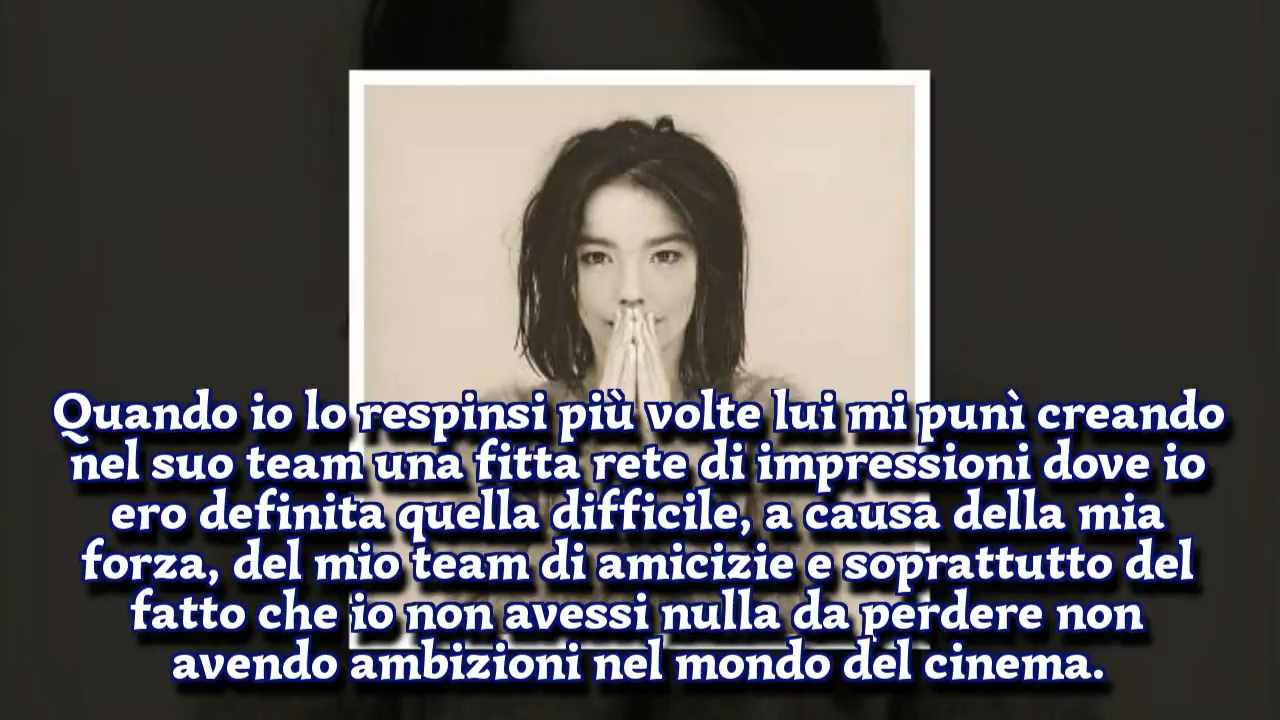 Quando io lo respinsi più volte lui mi punì creando
nel suo team una fitta rete di impressioni dove io
ero definita quella difficile, a causa della mia
forza, del mio team di amicizie e soprattutto del
fatto che io non avessi nulla da perdere non
avendo ambizioni nel mondo del cinema.